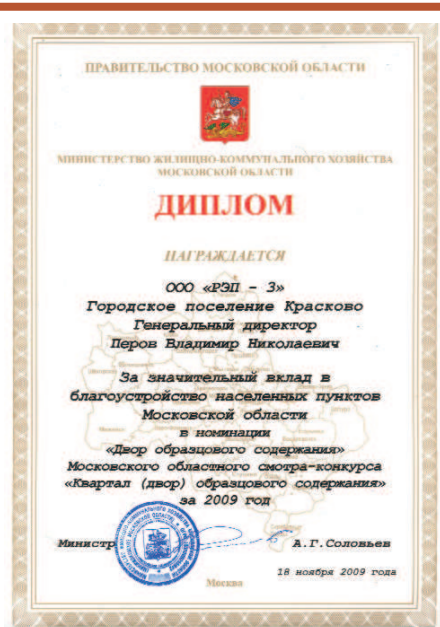 ПРАВИТЕЛЬСТВО МОСКОВСКОЙ ОБЛАСТИ
МИНИСТЕРСТВО ЖИЛИЩНО-КОММУНАЛЬНОГО ХОЗЯЙСТВА
МОСКОВСКОЙ ОБЛАСТИ
ДИПЛОМ
НАГРАЖДАЕТСЯ
ООО «РЭП - 3»
Городское поселение Красково
Генеральный директор
Перов Владимир Николаевич
За значительный вклад в
благоустройство населенных пунктов
Московской области
в номинации
«Двор образцового содержания»
Московского областного смотра-конкурса
«Квартал (двор) образцового содержания»
за 2009 год
Министр
А.Г.Соловьев
18 ноября 2009 года
Москва